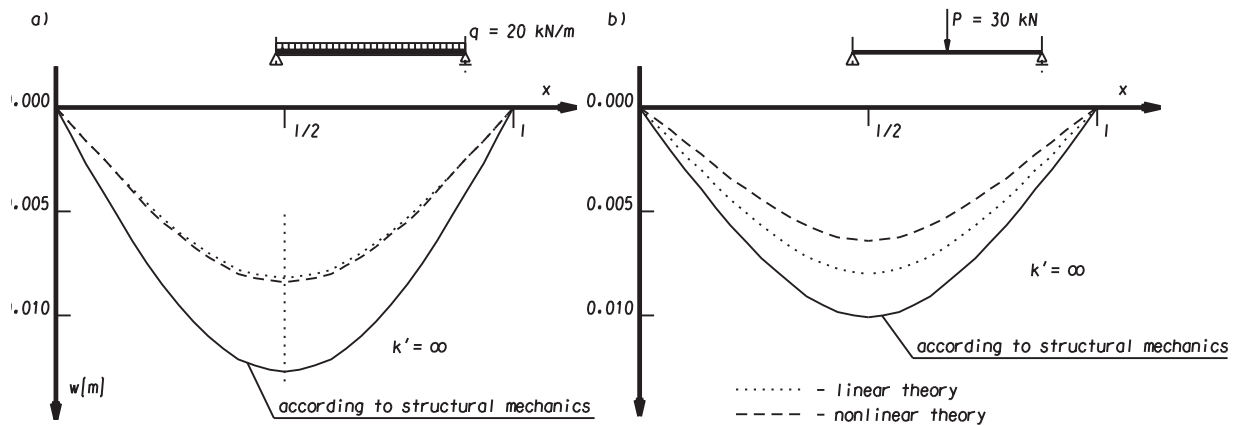 a)
q = 20 kN/m
x
.000
l/2
l
.005
.010
k' = ∞
w[m]
according to structural mechanics
b)
P = 30 kN
x
0.000
l/2
l
0.005
k' = ∞
0.010
according to structural mechanics
- linear theory
- nonlinear theory